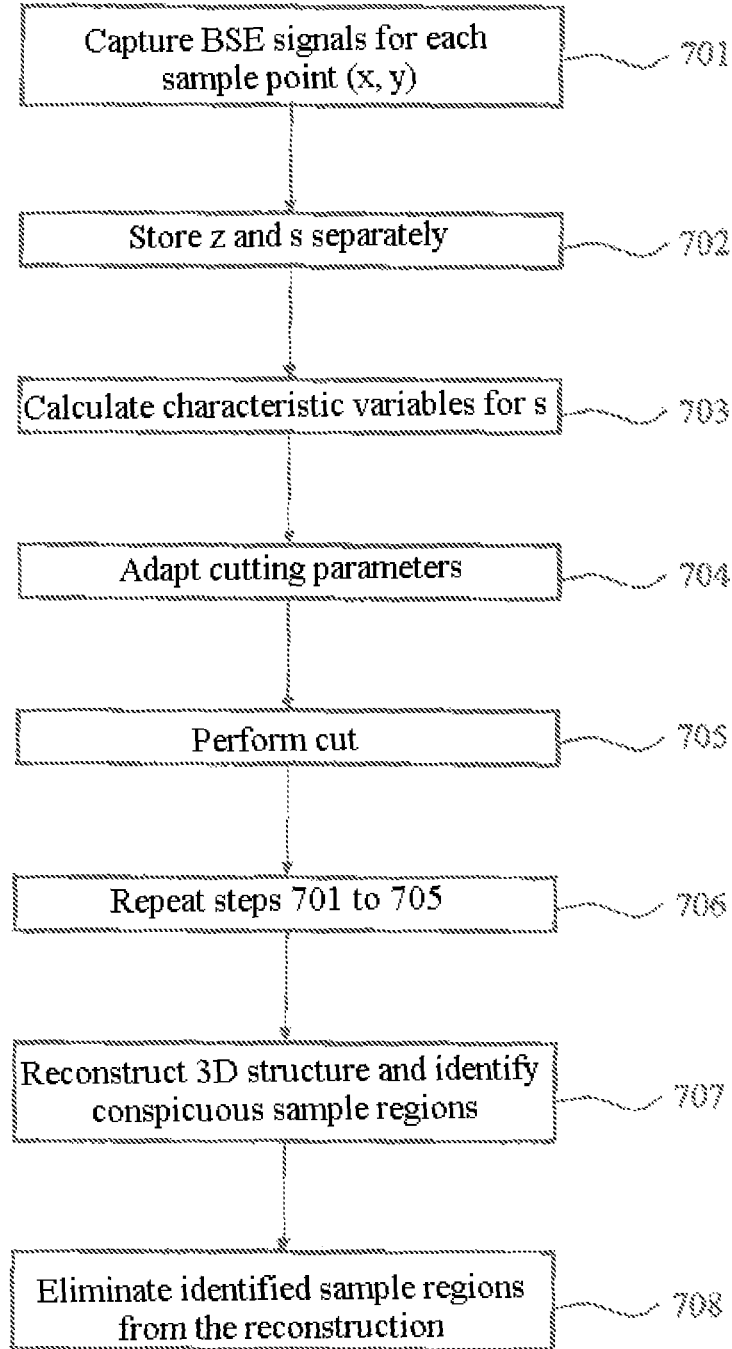 Capture BSE signals for each
sample point (x, y)
701
Store z and s separately
702
Calculate characteristic variables for s
703
Adapt cutting parameters
704
Perform cut
705
Repeat steps 701 to 705
706
Reconstruct 3D structure and identify
conspicuous sample regions
707
Eliminate identified sample regions
from the reconstruction
708